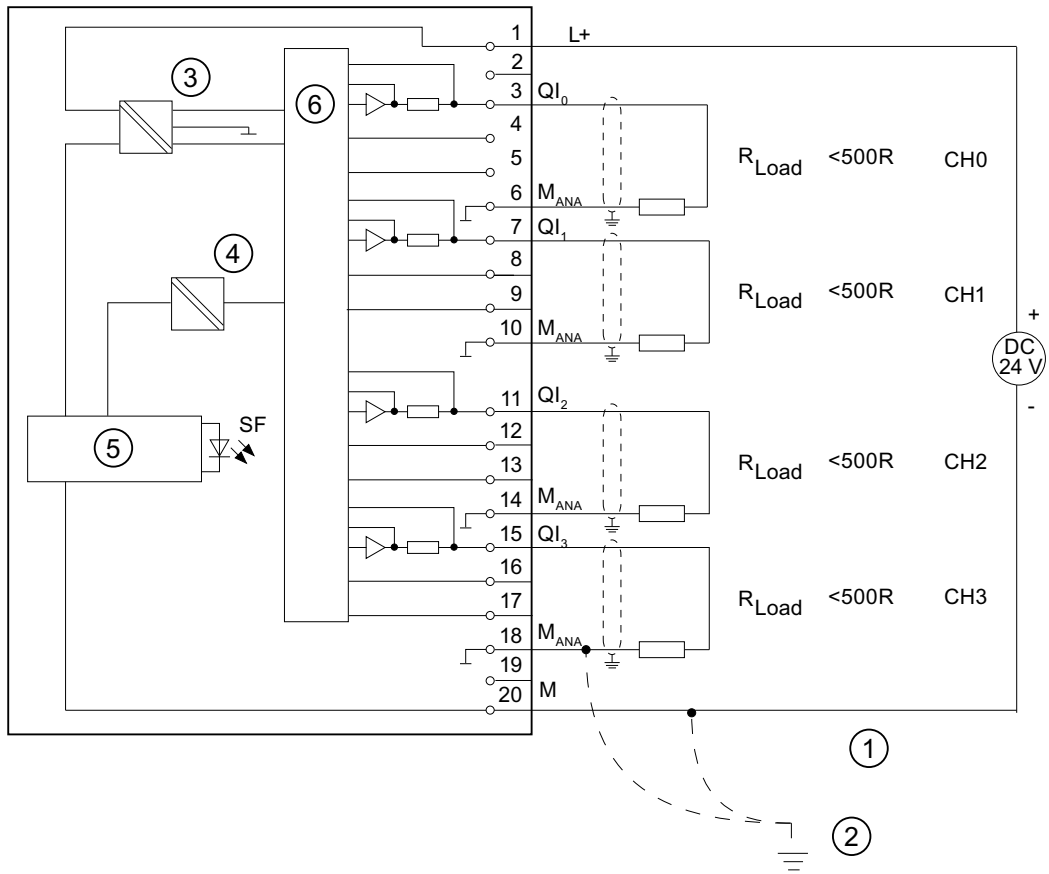 1 L+
2
3 QI0
4
5
6 MANA
RLoad <500R CH0
7 QI1
8
9
10 MANA
RLoad <500R CH1
11 QI2
12
13
14 MANA
RLoad <500R CH2
15 QI3
16
17
18 MANA
RLoad <500R CH3
19
20 M
3
6
4
5
SF
+
DC
24 V
-
1
2